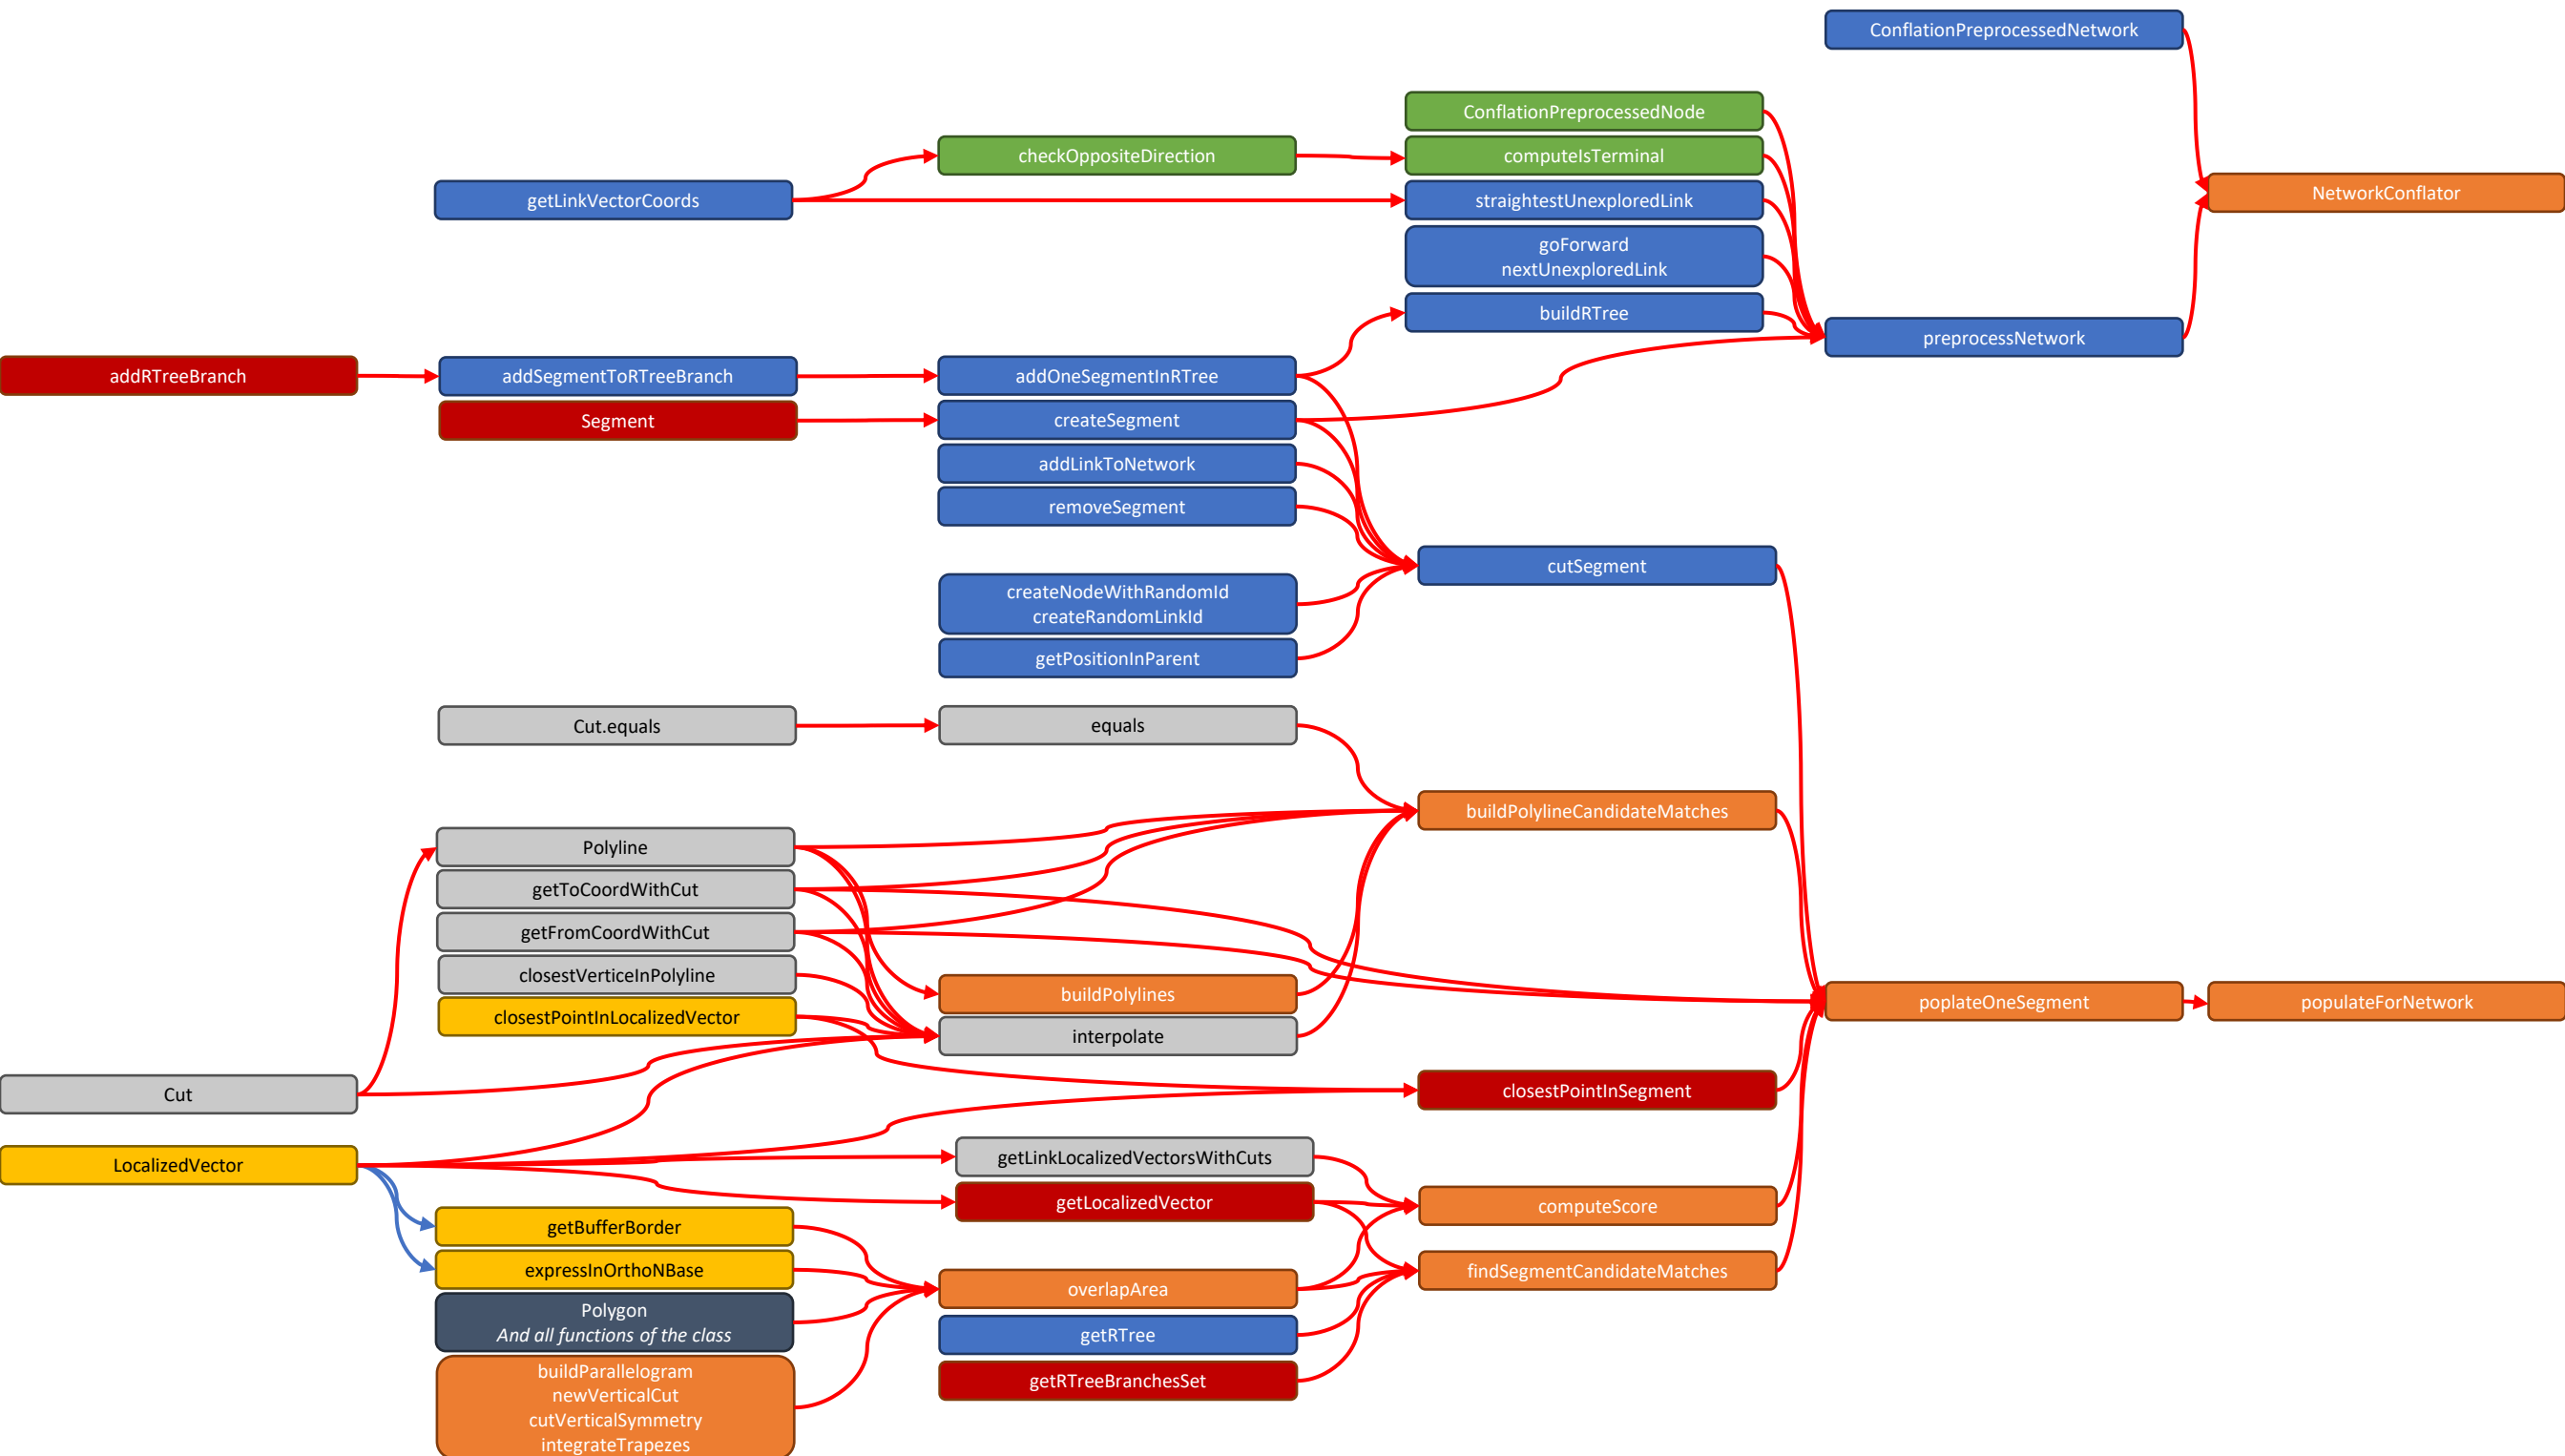 ConflationPreprocessedNetwork
ConflationPreprocessedNode
checkOppositeDirection
computeIsTerminal
getLinkVectorCoords
straightestUnexploredLink
NetworkConflator
goForward
nextUnexploredLink
buildRTree
preprocessNetwork
addRTreeBranch
addSegmentToRTreeBranch
addOneSegmentInRTree
Segment
createSegment
addLinkToNetwork
removeSegment
cutSegment
createNodeWithRandomId
createRandomLinkId
getPositionInParent
Cut.equals
equals
buildPolylineCandidateMatches
Polyline
getToCoordWithCut
getFromCoordWithCut
closestVerticeInPolyline
buildPolylines
poplateOneSegment
populateForNetwork
closestPointInLocalizedVector
interpolate
Cut
closestPointInSegment
LocalizedVector
getLinkLocalizedVectorsWithCuts
getLocalizedVector
computeScore
getBufferBorder
expressInOrthoNBase
findSegmentCandidateMatches
overlapArea
Polygon
And all functions of the class
getRTree
buildParallelogram
newVerticalCut
cutVerticalSymmetry
integrateTrapezes
getRTreeBranchesSet